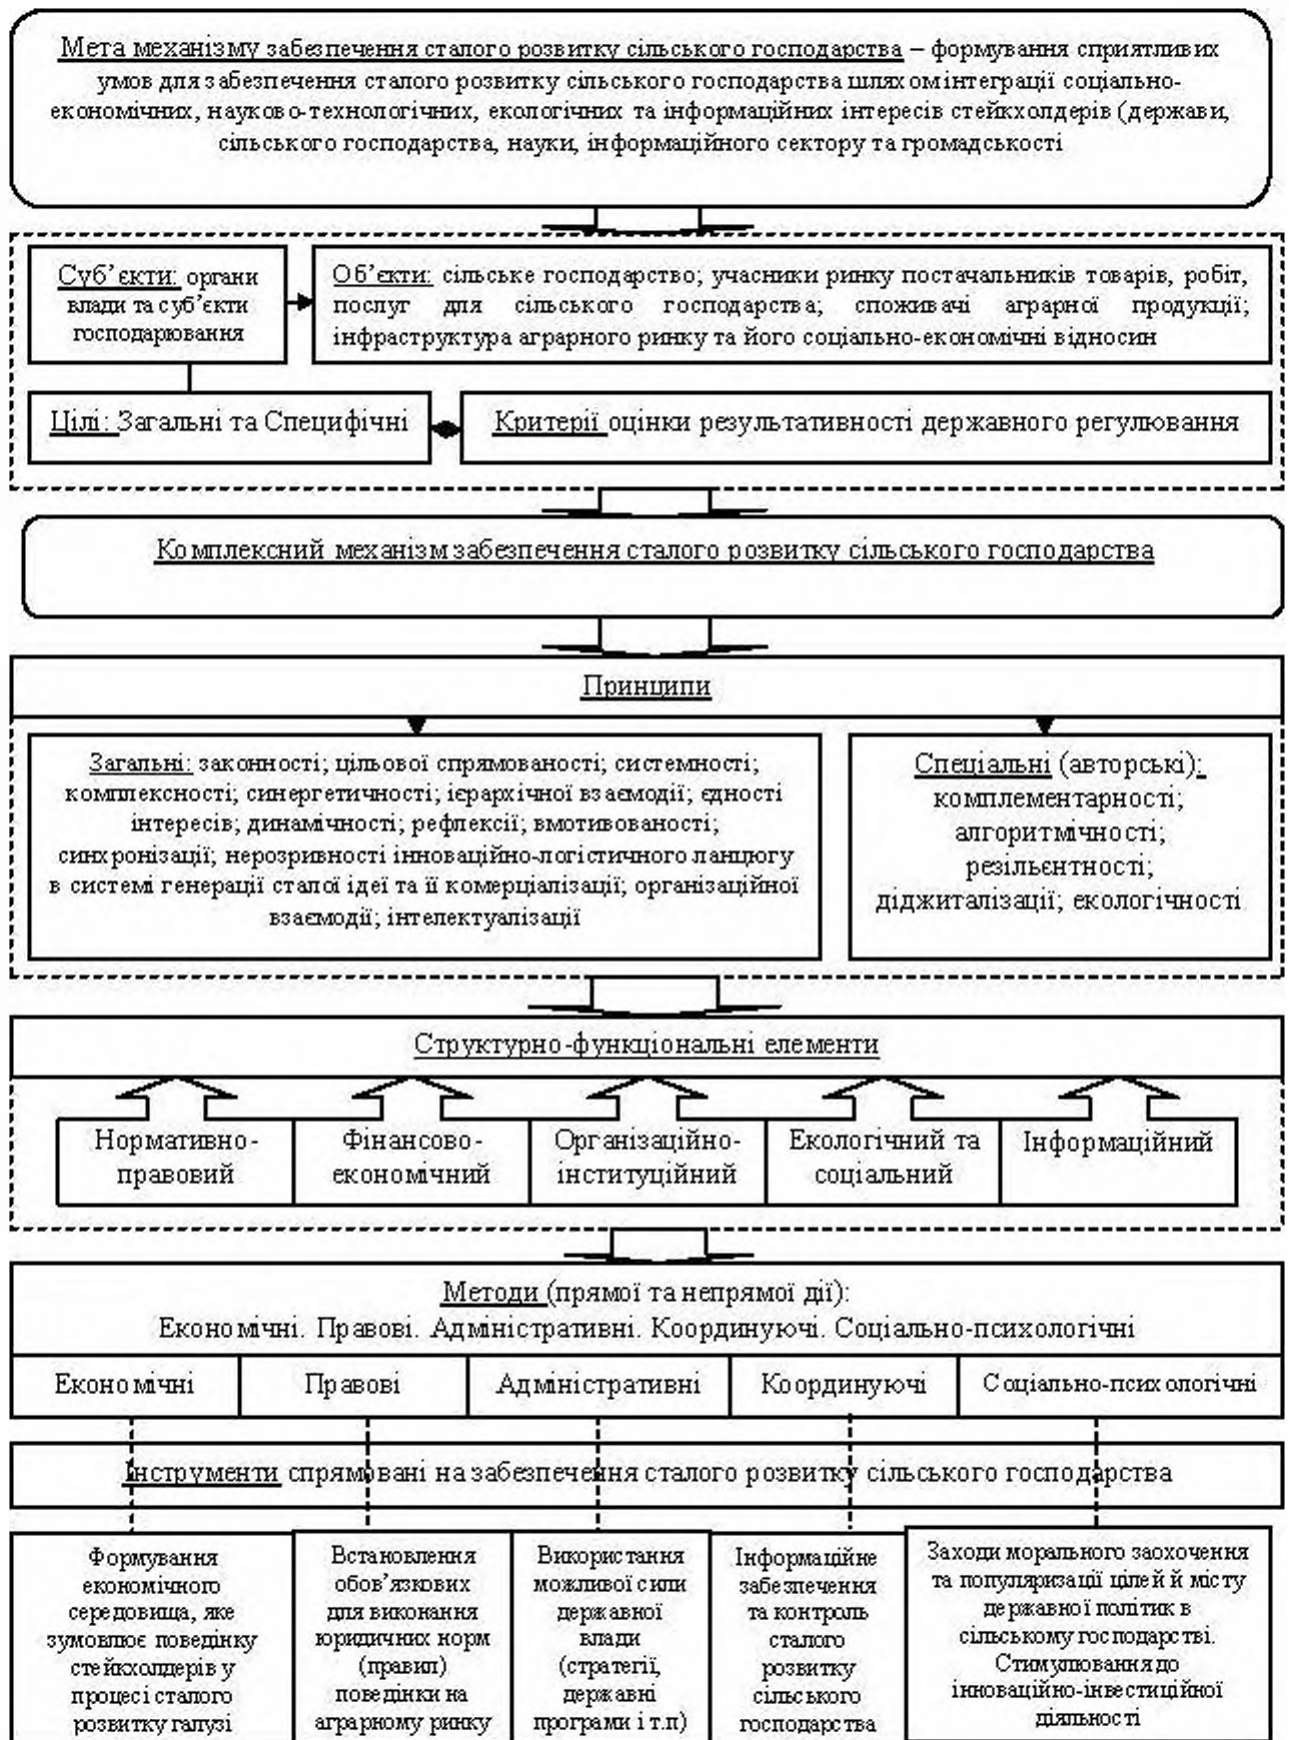 Мета механізму забезпечення сталого розвитку сільського господарства – формування сприятливих
умов для забезпечення сталого розвитку сільського господарства шляхом інтеграції соціально-
економічних, науково-технологічних, екологічних та інформаційних інтересів стейкхолдерів (держави,
сільського господарства, науки, інформаційного сектору та громадськості
Суб’єкти: органи
влади та суб’єкти
господарювання
Об’єкти: сільське господарство; учасники ринку постачальників товарів, робіт,
послуг для сільського господарства; споживачі аграрної продукції;
інфраструктура аграрного ринку та його соціально-економічні відносин
Цілі: Загальні та Специфічні
Критерії оцінки результативності державного регулювання
Комплексний механізм забезпечення сталого розвитку сільського господарства
Принципи
Загальні: законності; цільової спрямованості; системності;
комплексності; синергетичності; ієрархічної взаємодії; єдності
інтересів; динамічності; рефлексії; вмотивованості;
синхронізації; нерозривності інноваційно-логістичного ланцюгу
в системі генерації сталої ідеї та її комерціалізації; організаційної
взаємодії; інтелектуалізації
Спеціальні (авторські):
комплементарності;
алгоритмічності;
резільєнтності;
діджиталізації; екологічності
Структурно-функціональні елементи
Нормативно-
правовий
Фінансово-
економічний
Організаційно-
інституційний
Екологічний та
соціальний
Інформаційний
Методи (прямої та непрямої дії):
Економічні. Правові. Адміністративні. Координуючі. Соціально-психологічні
Економічні
Правові
Адміністративні
Координуючі
Соціально-психологічні
Інструменти спрямовані на забезпечення сталого розвитку сільського господарства
Формування
економічного
середовища, яке
зумовлює поведінку
стейкхолдерів у
процесі сталого
розвитку галузі
Встановлення
обов’язкових
для виконання
юридичних норм
(правил)
поведінки на
аграрному ринку
Використання
можливої сили
державної
влади
(стратегії,
державні
програми і т.п)
Інформаційне
забезпечення
та контроль
сталого
розвитку
сільського
господарства
Заходи морального заохочення
та популяризації цілей й місту
державної політик в
сільському господарстві.
Стимулювання до
інноваційно-інвестиційної
діяльності